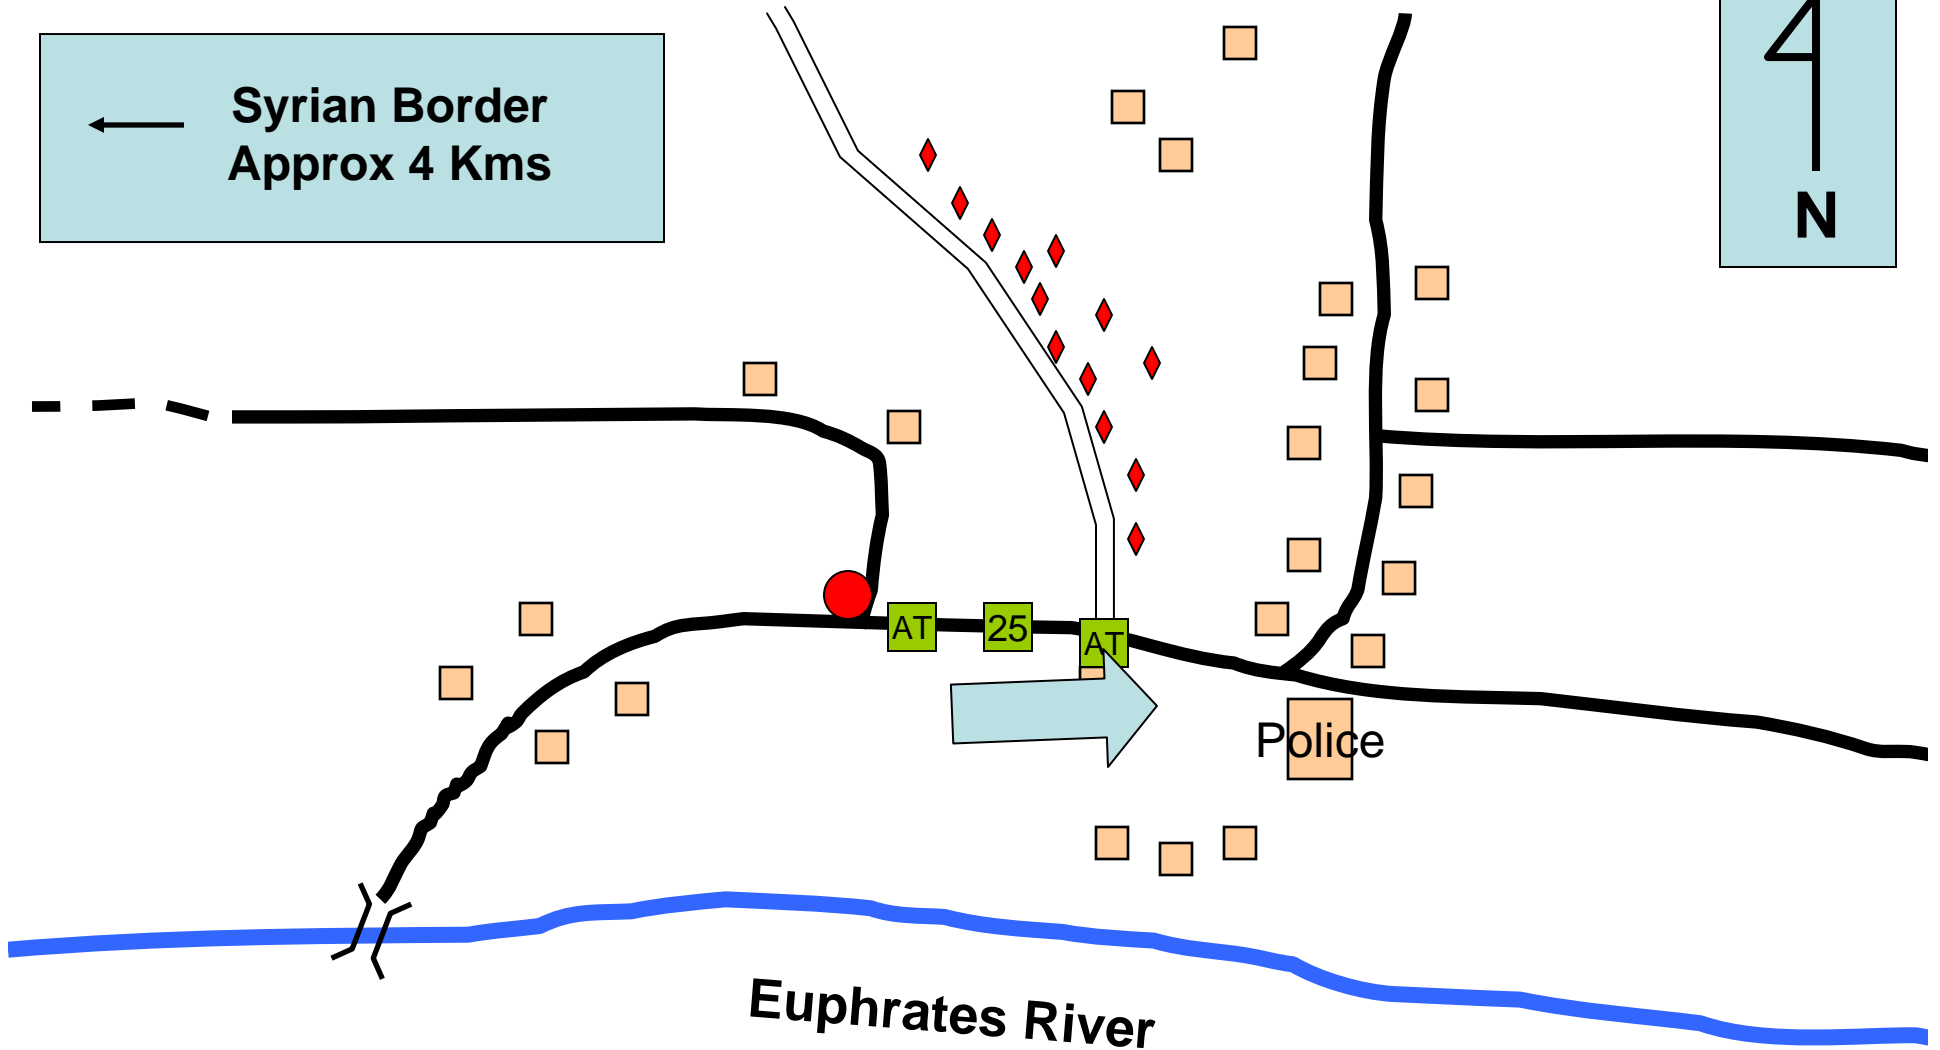 Syrian Border
Approx 4 Kms
N
AT
25
AT
Police
Euphrates River